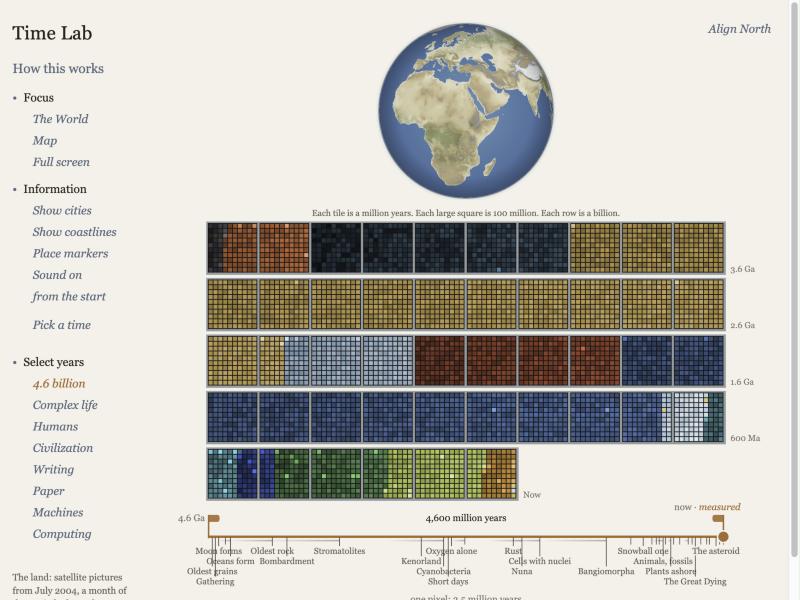 Time Lab
Align North
How this works
• Focus
The World
Map
Full screen
• Information
Show cities
Show coastlines
Place markers
Sound on
from the start
Pick a time
• Select years
4.6 billion
Complex life
Humans
Civilization
Writing
Paper
Machines
Computing
The land: satellite pictures
from July 2004, a month of
Each tile is a million years. Each large square is 100 million. Each row is a billion.
3.6 Ga
2.6 Ga
1.6 Ga
600 Ma
Now
now · measured
4.6 Ga
4,600 million years
Moon forms
Oldest rock
Stromatolites
Oxygen alone
Rust
Snowball one
The asteroid
Oceans form
Bombardment
Kenorland
Cells with nuclei
Animals, fossils
Oldest grains
Cyanobacteria
Nuna
Bangiomorpha
Plants ashore
Gathering
Short days
The Great Dying
one pixel: 3.5 million years